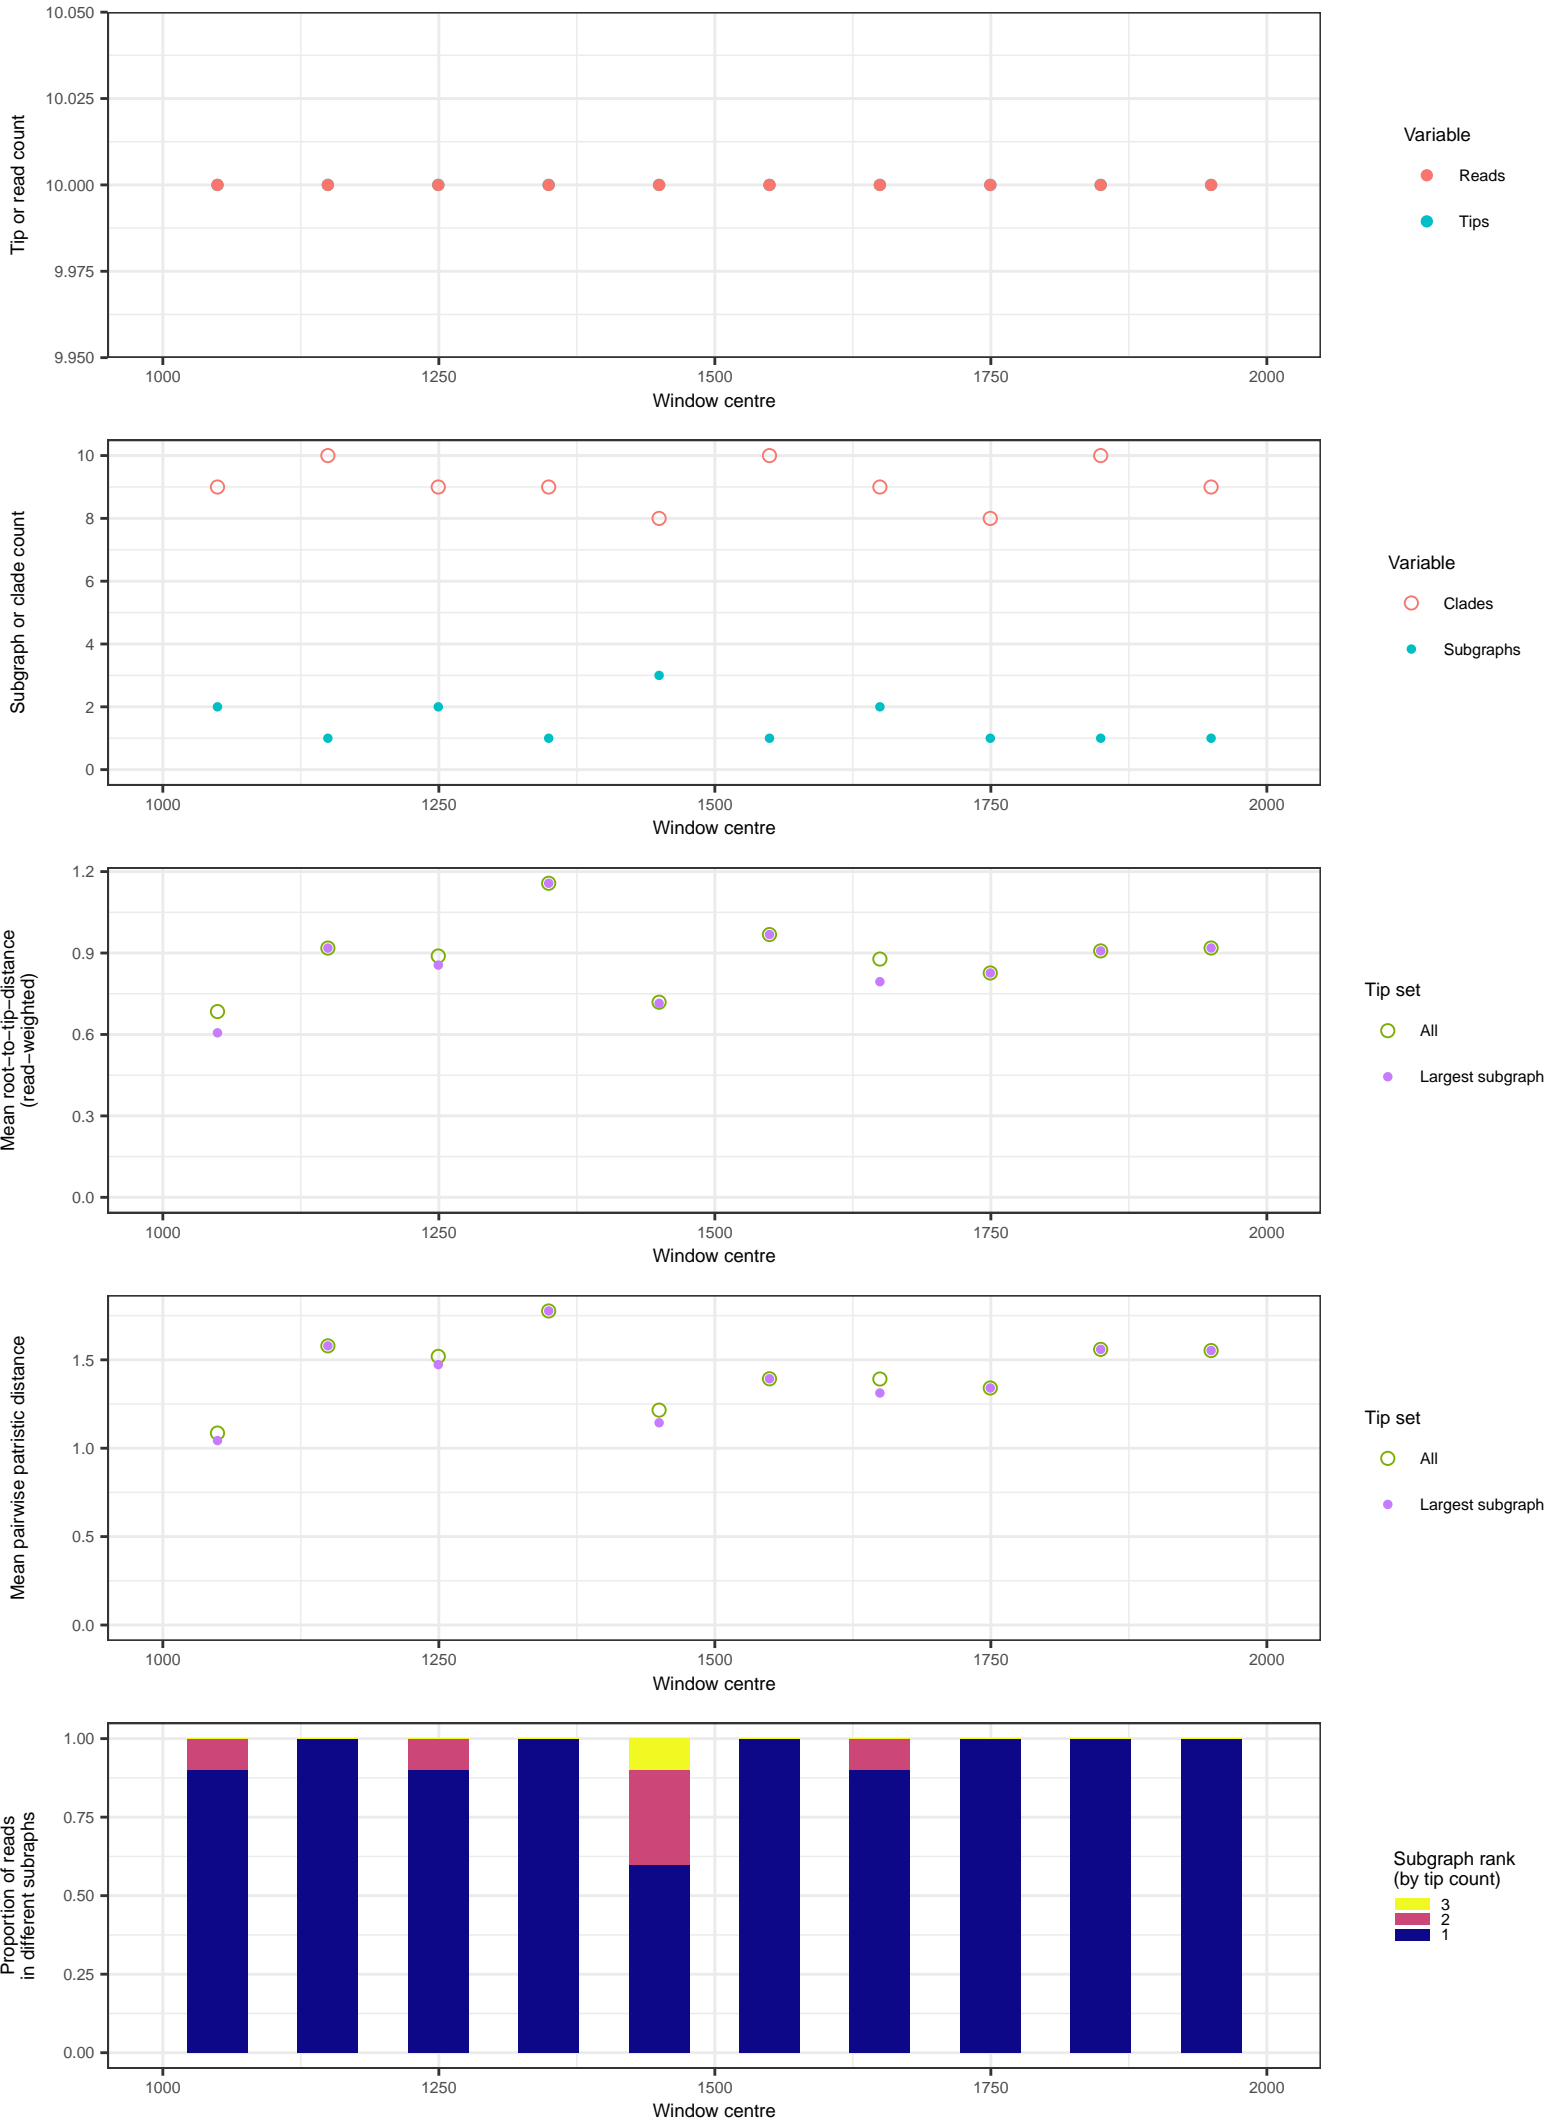 10.050
10.025
10.000
9.975
9.950
Tip or read count
1000 1250 1500 1750 2000
Window centre
Variable
Reads
Tips
10
8
6
4
2
0
Subgraph or clade count
1000 1250 1500 1750 2000
Window centre
Variable
Clades
Subgraphs
1.2
0.9
0.6
0.3
0.0
Mean root−to−tip−distance
(read−weighted)
1000 1250 1500 1750 2000
Window centre
Tip set
All
Largest subgraph
1.5
1.0
0.5
0.0
Mean pairwise patristic distance
1000 1250 1500 1750 2000
Window centre
Tip set
All
Largest subgraph
1.00
0.75
0.50
0.25
0.00
Proportion of reads
in different subraphs
1000 1250 1500 1750 2000
Window centre
Subgraph rank
(by tip count)
3
2
1